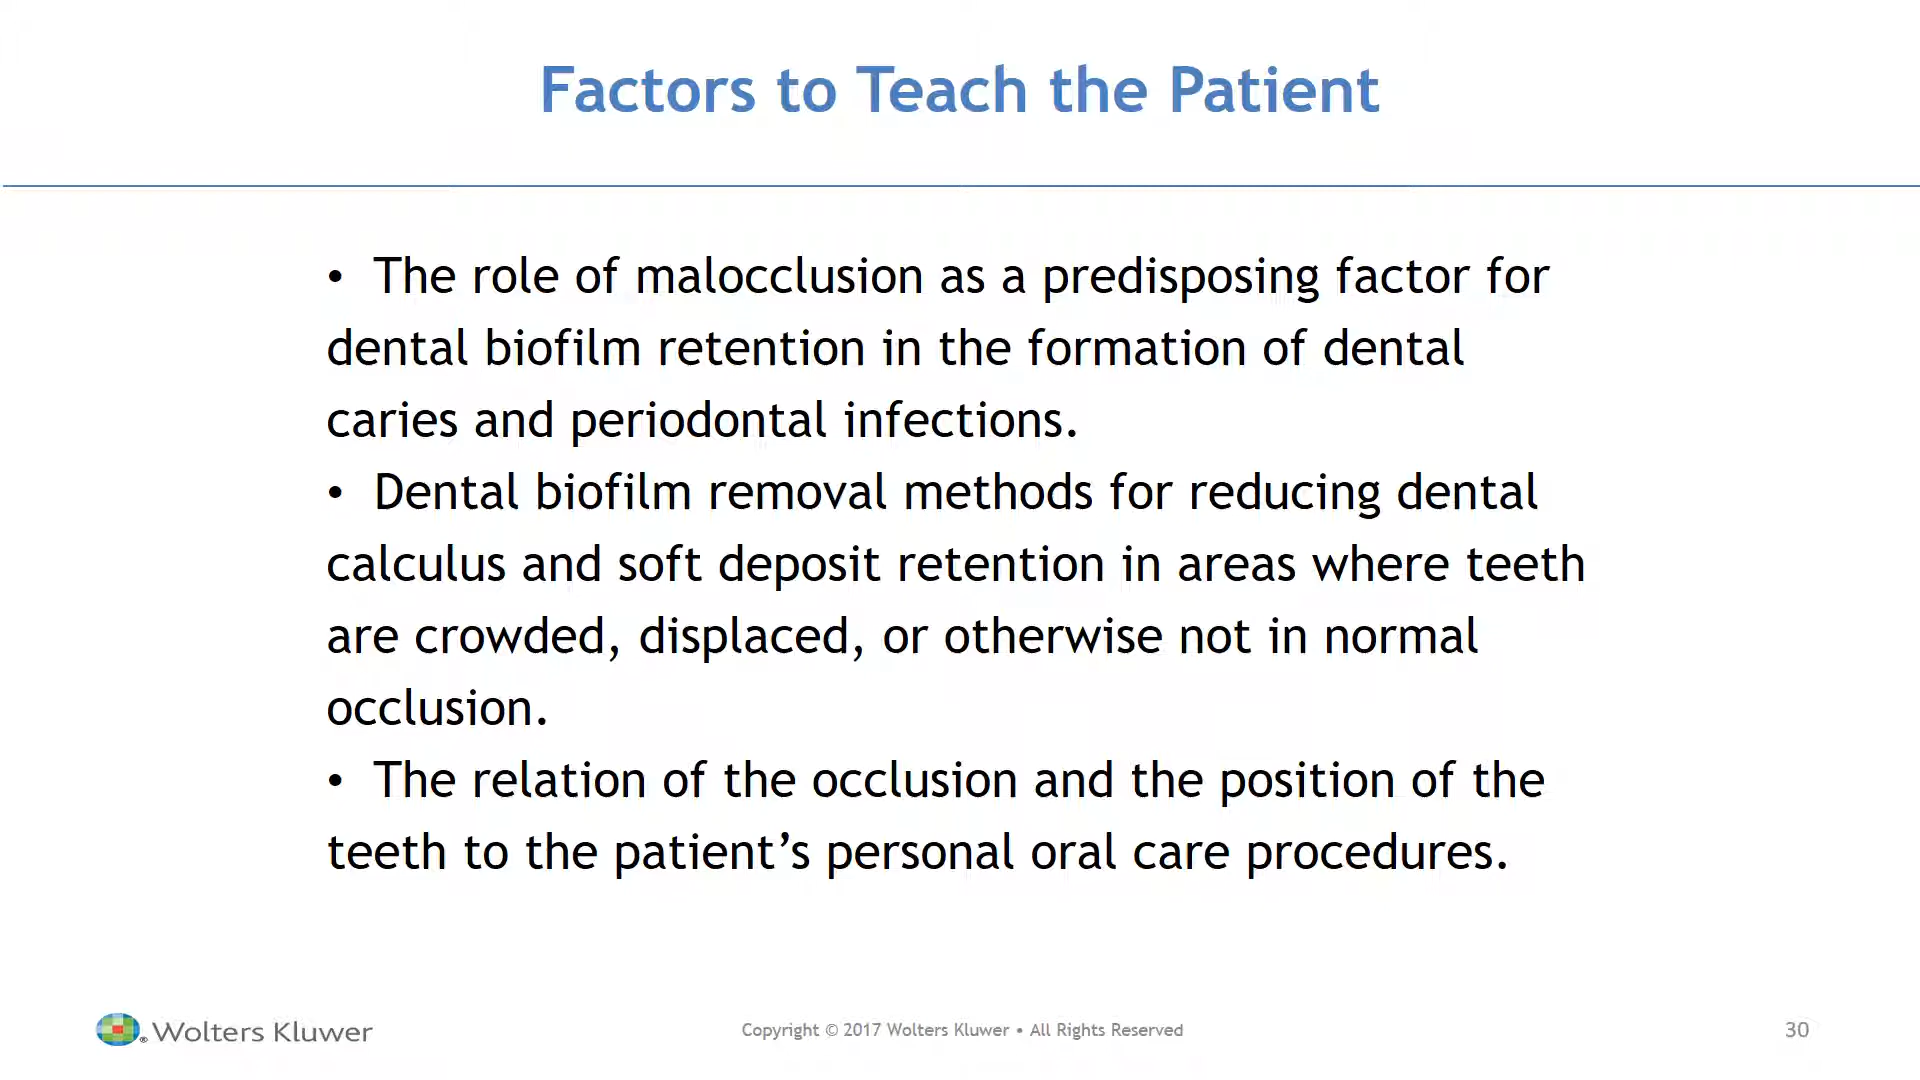 Factors to Teach the Patient
• The role of malocclusion as a predisposing factor for
dental biofilm retention in the formation of dental
caries and periodontal infections.
• Dental biofilm removal methods for reducing dental
calculus and soft deposit retention in areas where teeth
are crowded, displaced, or otherwise not in normal
occlusion.
• The relation of the occlusion and the position of the
teeth to the patient’s personal oral care procedures.
® Wolters Kluwer
Copyright © 2017 Wolters Kluwer • All Rights Reserved
30